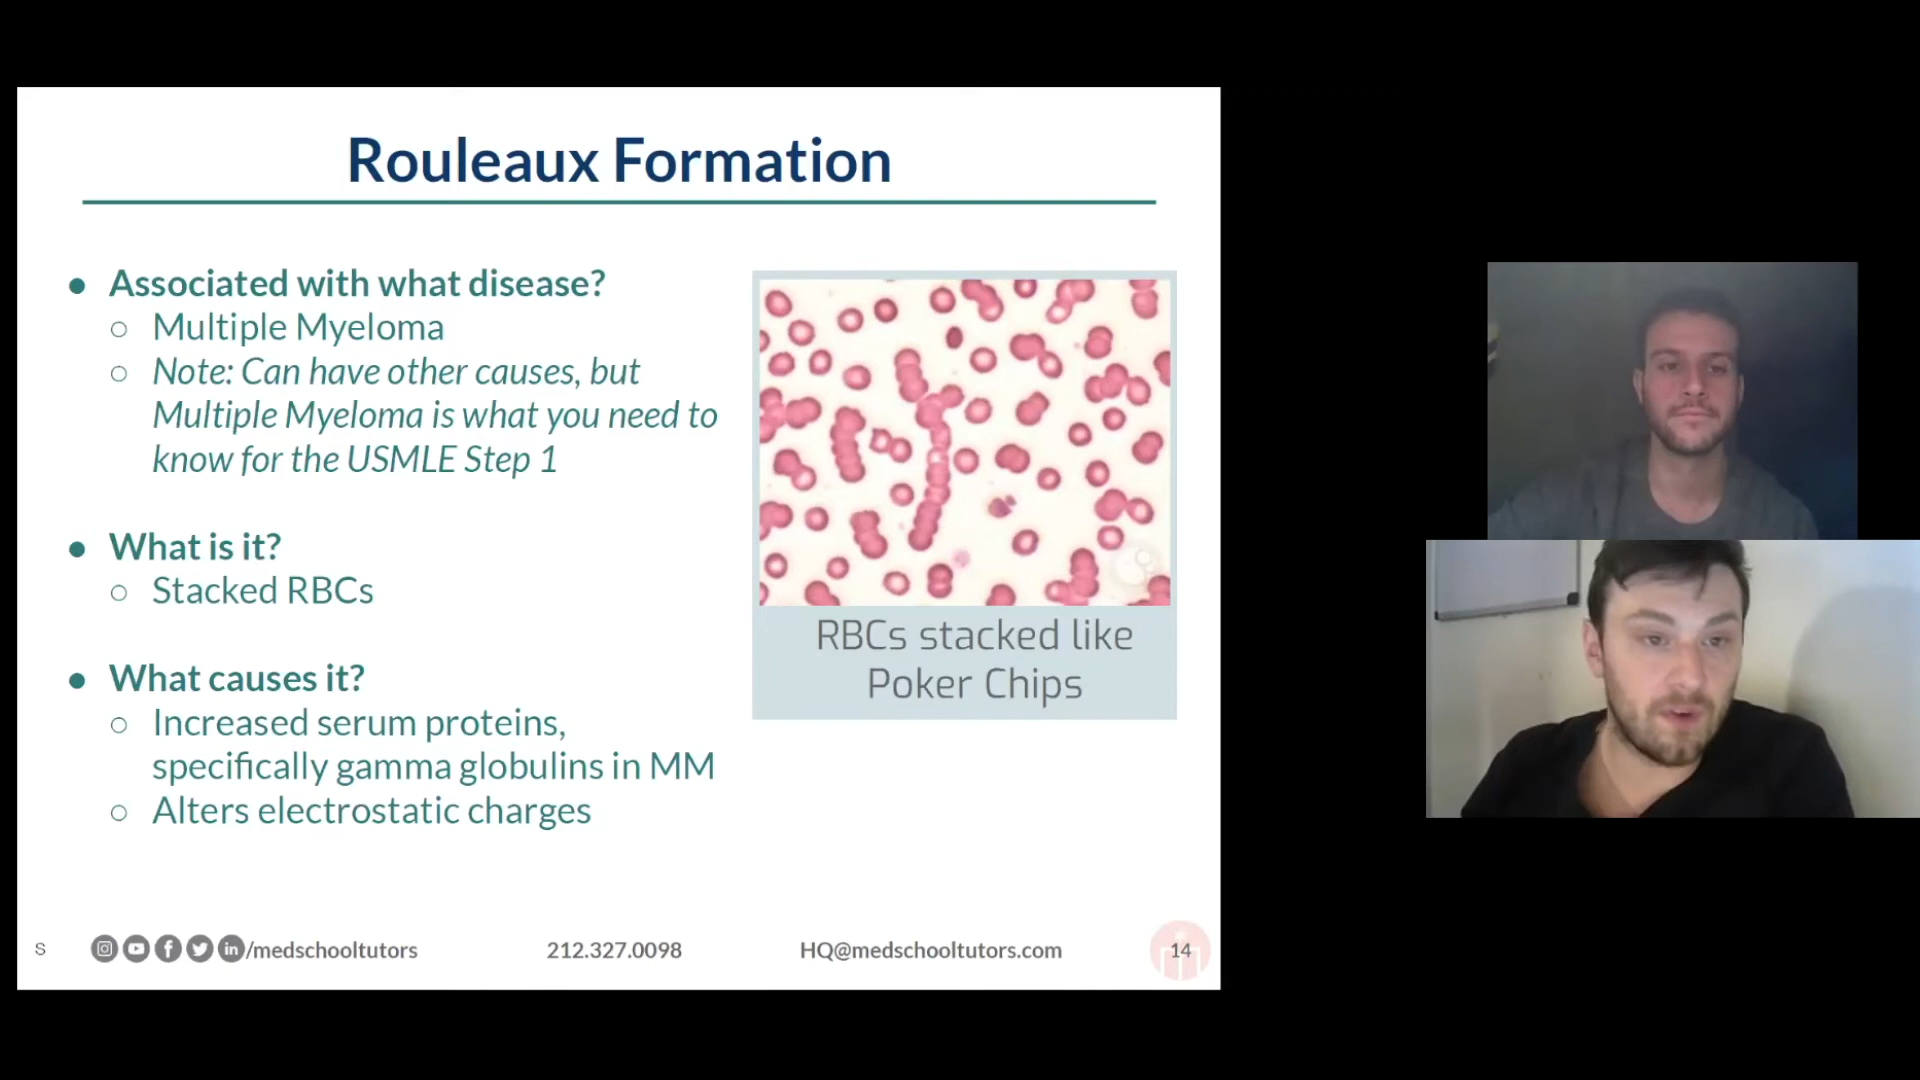 Rouleaux Formation
● Associated with what disease?
○ Multiple Myeloma
○ Note: Can have other causes, but
Multiple Myeloma is what you need to
know for the USMLE Step 1
● What is it?
○ Stacked RBCs
● What causes it?
○ Increased serum proteins,
specifically gamma globulins in MM
○ Alters electrostatic charges
RBCs stacked like
Poker Chips
S
/medschooltutors
212.327.0098
HQ@medschooltutors.com
14